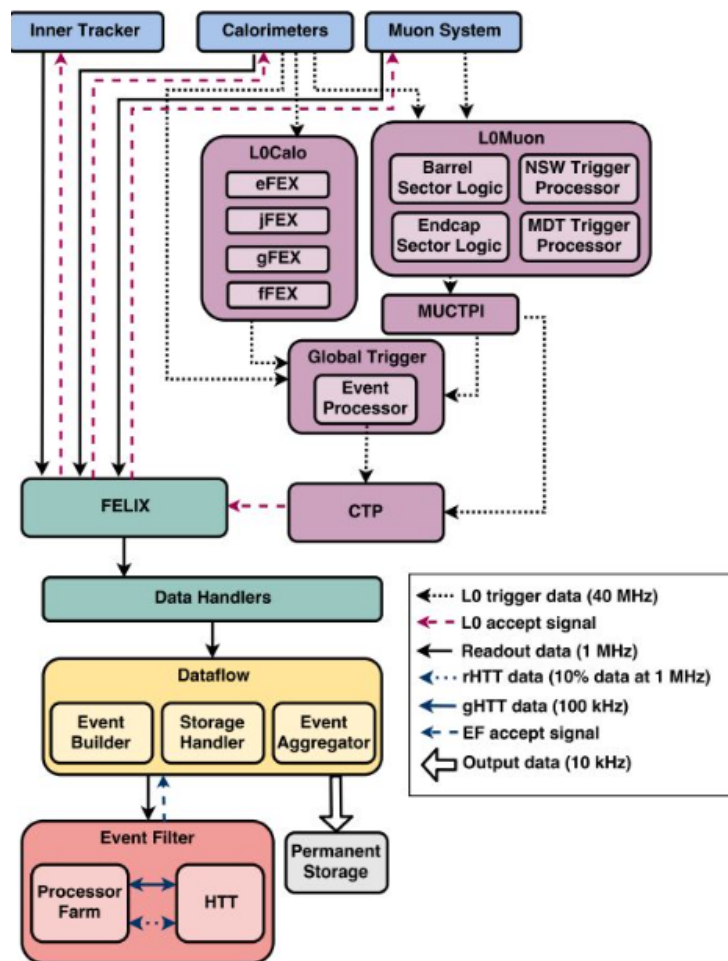 Inner Tracker
Calorimeters
Muon System
L0Calo
eFEX
jFEX
gFEX
fFEX
L0Muon
Barrel
Sector Logic
NSW Trigger
Processor
Endcap
Sector Logic
MDT Trigger
Processor
MUCTPI
Global Trigger
Event
Processor
FELIX
CTP
Data Handlers
Dataflow
Event
Builder
Storage
Handler
Event
Aggregator
Event Filter
Processor
Farm
HTT
Permanent
Storage
L0 trigger data (40 MHz)
L0 accept signal
Readout data (1 MHz)
rHTT data (10% data at 1 MHz)
gHTT data (100 kHz)
EF accept signal
Output data (10 kHz)